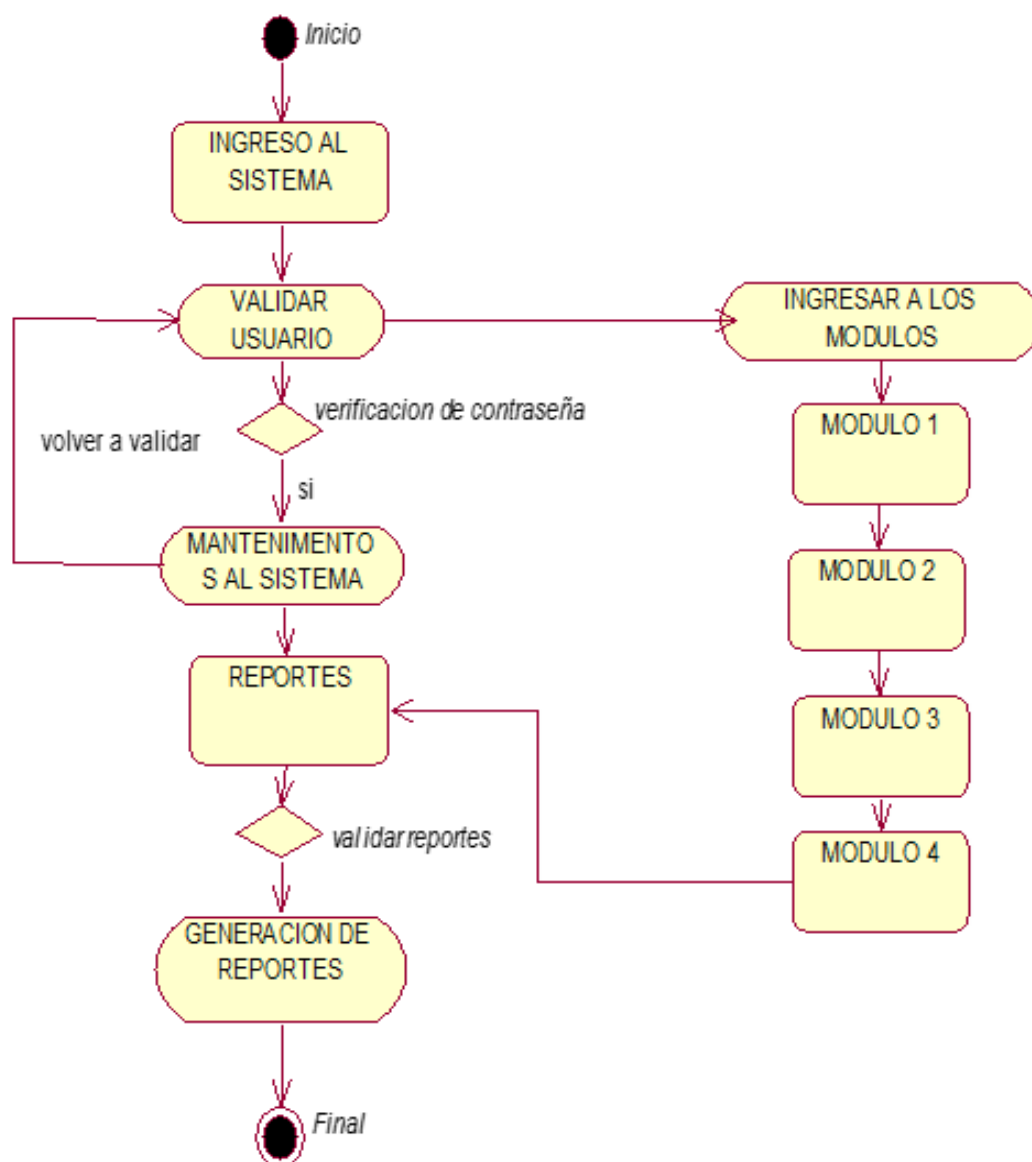 Inicio
INGRESO AL
SISTEMA
VALIDAR
USUARIO
INGRESAR A LOS
MODULOS
verificacion de contraseña
volver a validar
si
MODULO 1
MANTENIMENTO
S AL SISTEMA
MODULO 2
REPORTES
MODULO 3
validar reportes
MODULO 4
GENERACION DE
REPORTES
Final